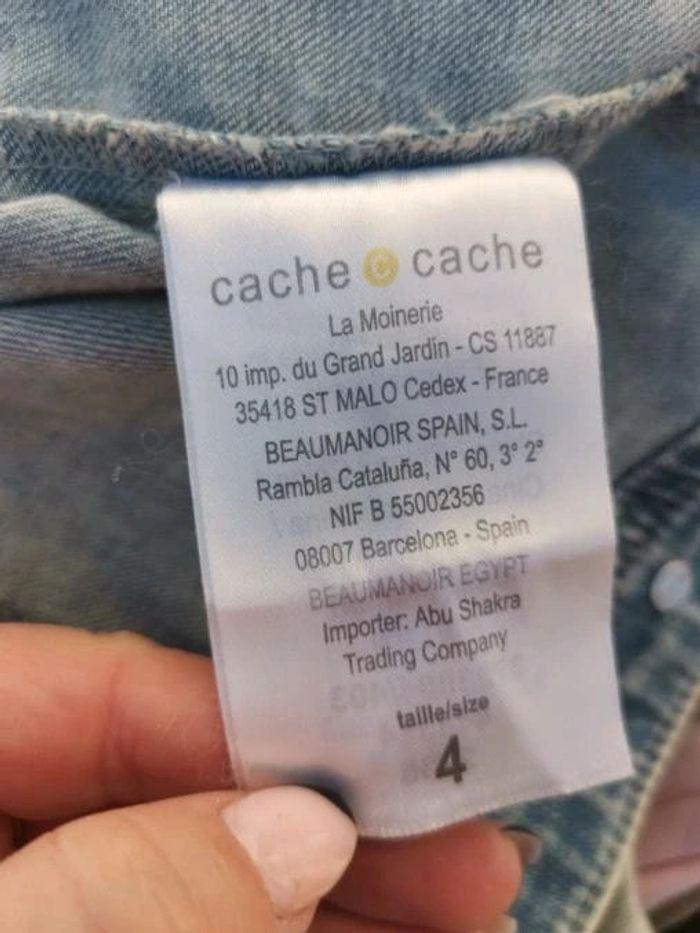 cache c cache
La Moinerie
10 imp. du Grand Jardin - CS 11887
35418 ST MALO Cedex - France
BEAUMANOIR SPAIN, S.L.
Rambla Cataluña, N° 60, 3° 2ª
NIF B 55002356
08007 Barcelona - Spain
BEAUMANOIR EGYPT
Importer: Abu Shakra
Trading Company
taille/size
4